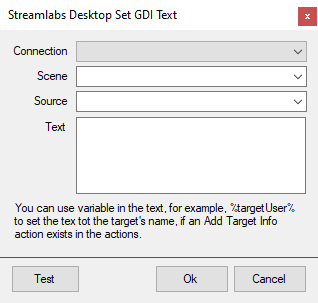 Streamlabs Desktop Set GDI Text
x
Connection
Scene
Source
Text
You can use variable in the text, for example, %targetUser%
to set the tex tot the target's name, if an Add Target Info
action exists in the actions.
Test Ok Cancel